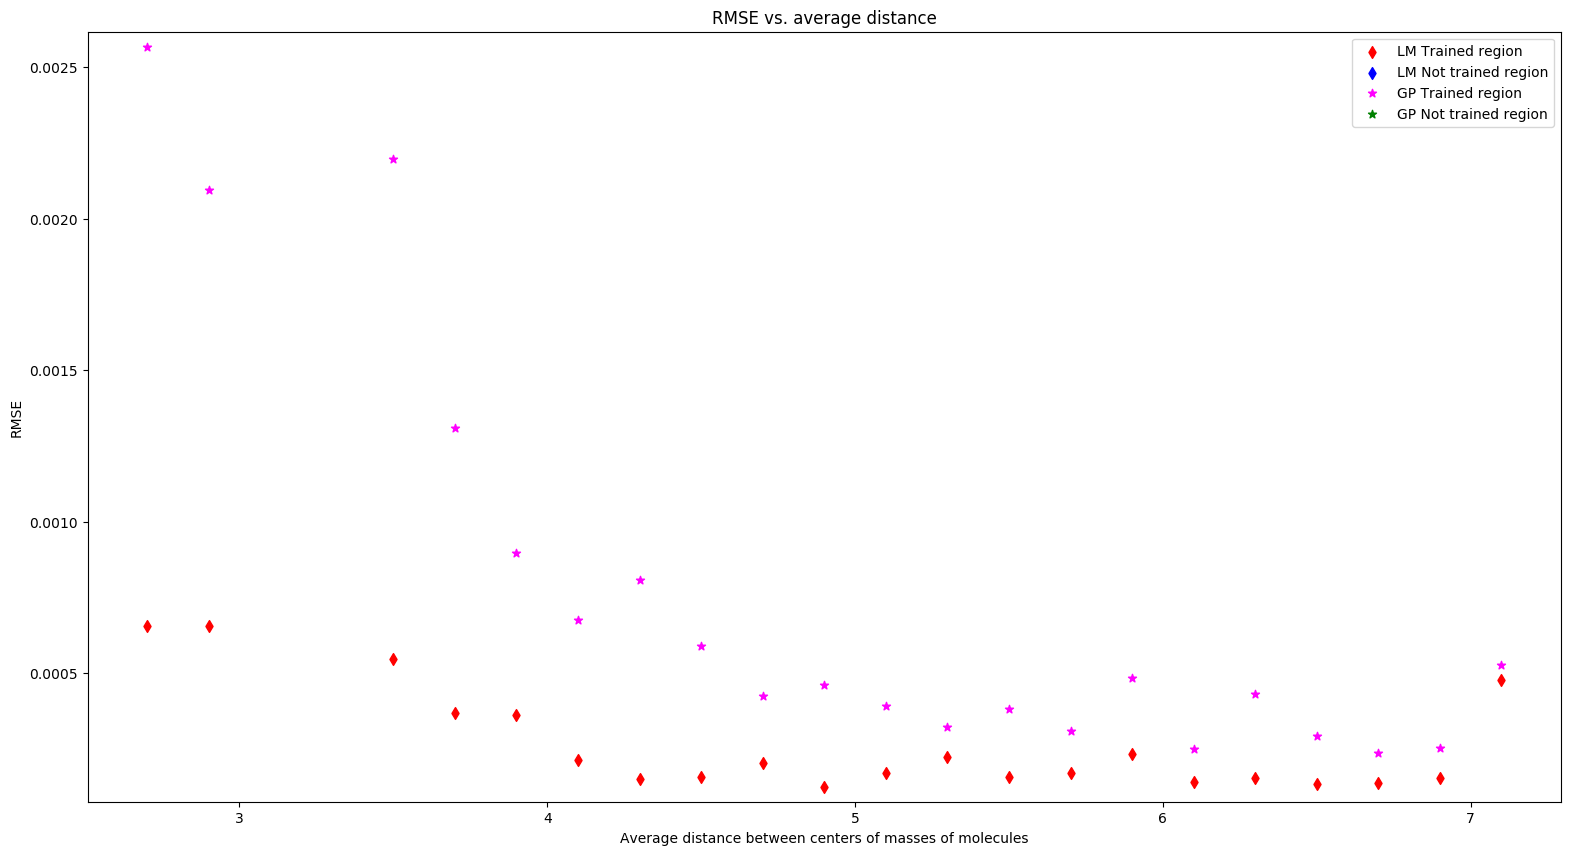 RMSE vs. average distance
LM Trained region
LM Not trained region
GP Trained region
GP Not trained region
0.0025
0.0020
0.0015
0.0010
0.0005
RMSE
3 4 5 6 7
Average distance between centers of masses of molecules